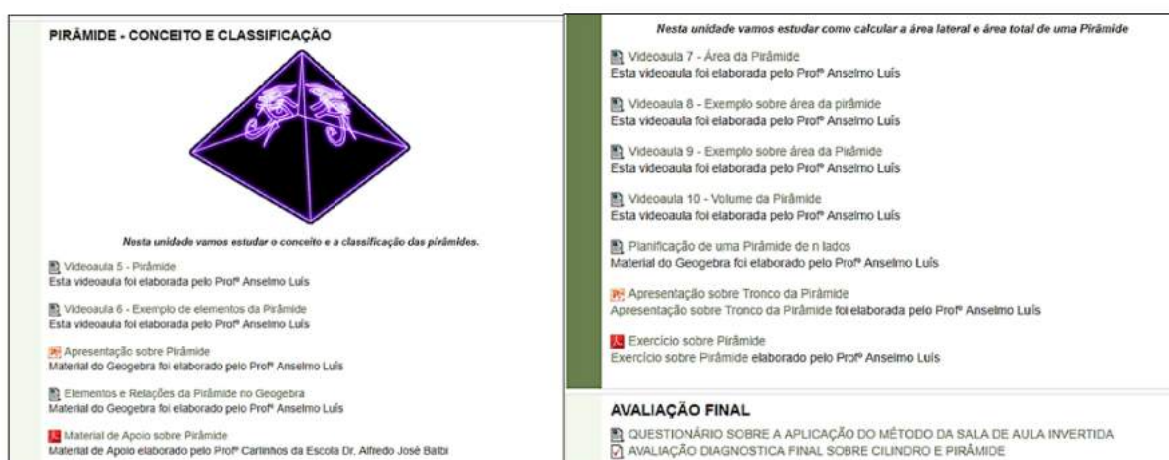 PIRÂMIDE - CONCEITO E CLASSIFICAÇÃO
Nesta unidade vamos estudar o conceito e a classificação das pirâmides.
Videoaula 5 - Pirâmide
Esta videoaula foi elaborada pelo Profº Anselmo Luís
Videoaula 6 - Exemplo de elementos da Pirâmide
Esta videoaula foi elaborada pelo Profº Anselmo Luís
Apresentação sobre Pirâmide
Material do Geogebra foi elaborado pelo Profº Anselmo Luís
Elementos e Relações da Pirâmide no Geogebra
Material do Geogebra foi elaborado pelo Profº Anselmo Luís
Material de Apoio sobre Pirâmide
Material de Apoio elaborado pelo Profº Carlinhos da Escola Dr. Alfredo José Balbi
Nesta unidade vamos estudar como calcular a área lateral e área total de uma Pirâmide
Videoaula 7 - Área da Pirâmide
Esta videoaula foi elaborada pelo Profº Anselmo Luís
Videoaula 8 - Exemplo sobre área da pirâmide
Esta videoaula foi elaborada pelo Profº Anselmo Luís
Videoaula 9 - Exemplo sobre área da pirâmide
Esta videoaula foi elaborada pelo Profº Anselmo Luís
Videoaula 10 - Volume da Pirâmide
Esta videoaula foi elaborada pelo Profº Anselmo Luís
Planificação de uma Pirâmide de n lados
Material do Geogebra foi elaborado pelo Profº Anselmo Luís
Apresentação sobre Tronco da Pirâmide
Apresentação sobre Tronco da Pirâmide foi elaborada pelo Profº Anselmo Luís
Exercício sobre Pirâmide
Exercício sobre Pirâmide elaborado pelo Profº Anselmo Luís
AVALIAÇÃO FINAL
QUESTIONÁRIO SOBRE A APLICAÇÃO DO MÉTODO DA SALA DE AULA INVERTIDA
AVALIAÇÃO DIAGNOSTICA FINAL SOBRE CILINDRO E PIRÂMIDE